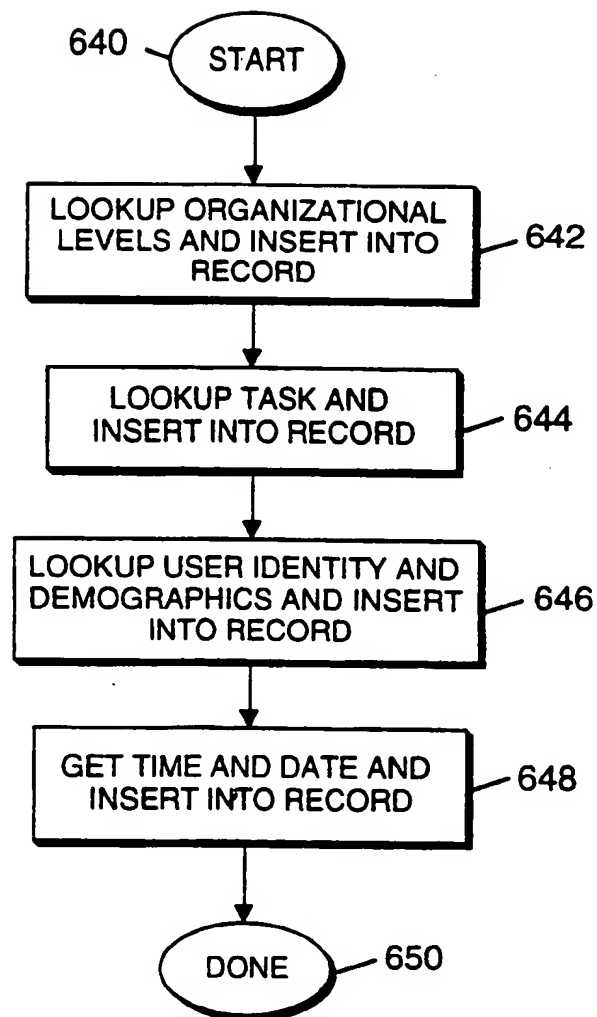 640
START
LOOKUP ORGANIZATIONAL
LEVELS AND INSERT INTO
RECORD
642
LOOKUP TASK AND
INSERT INTO RECORD
644
LOOKUP USER IDENTITY AND
DEMOGRAPHICS AND INSERT
INTO RECORD
646
GET TIME AND DATE AND
INSERT INTO RECORD
648
DONE
650